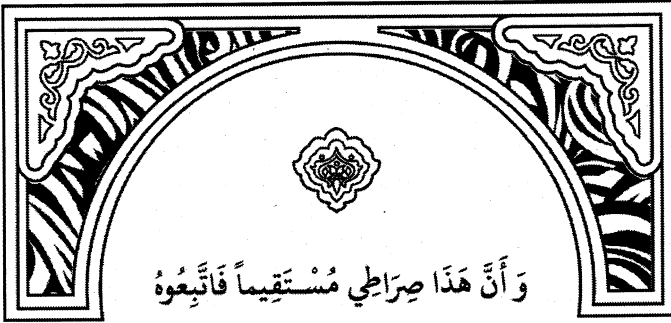 وَ أَنَّ هَذَا صِرَاطِي مُسْتَقِيماً فَاتَّبِعُوهُ